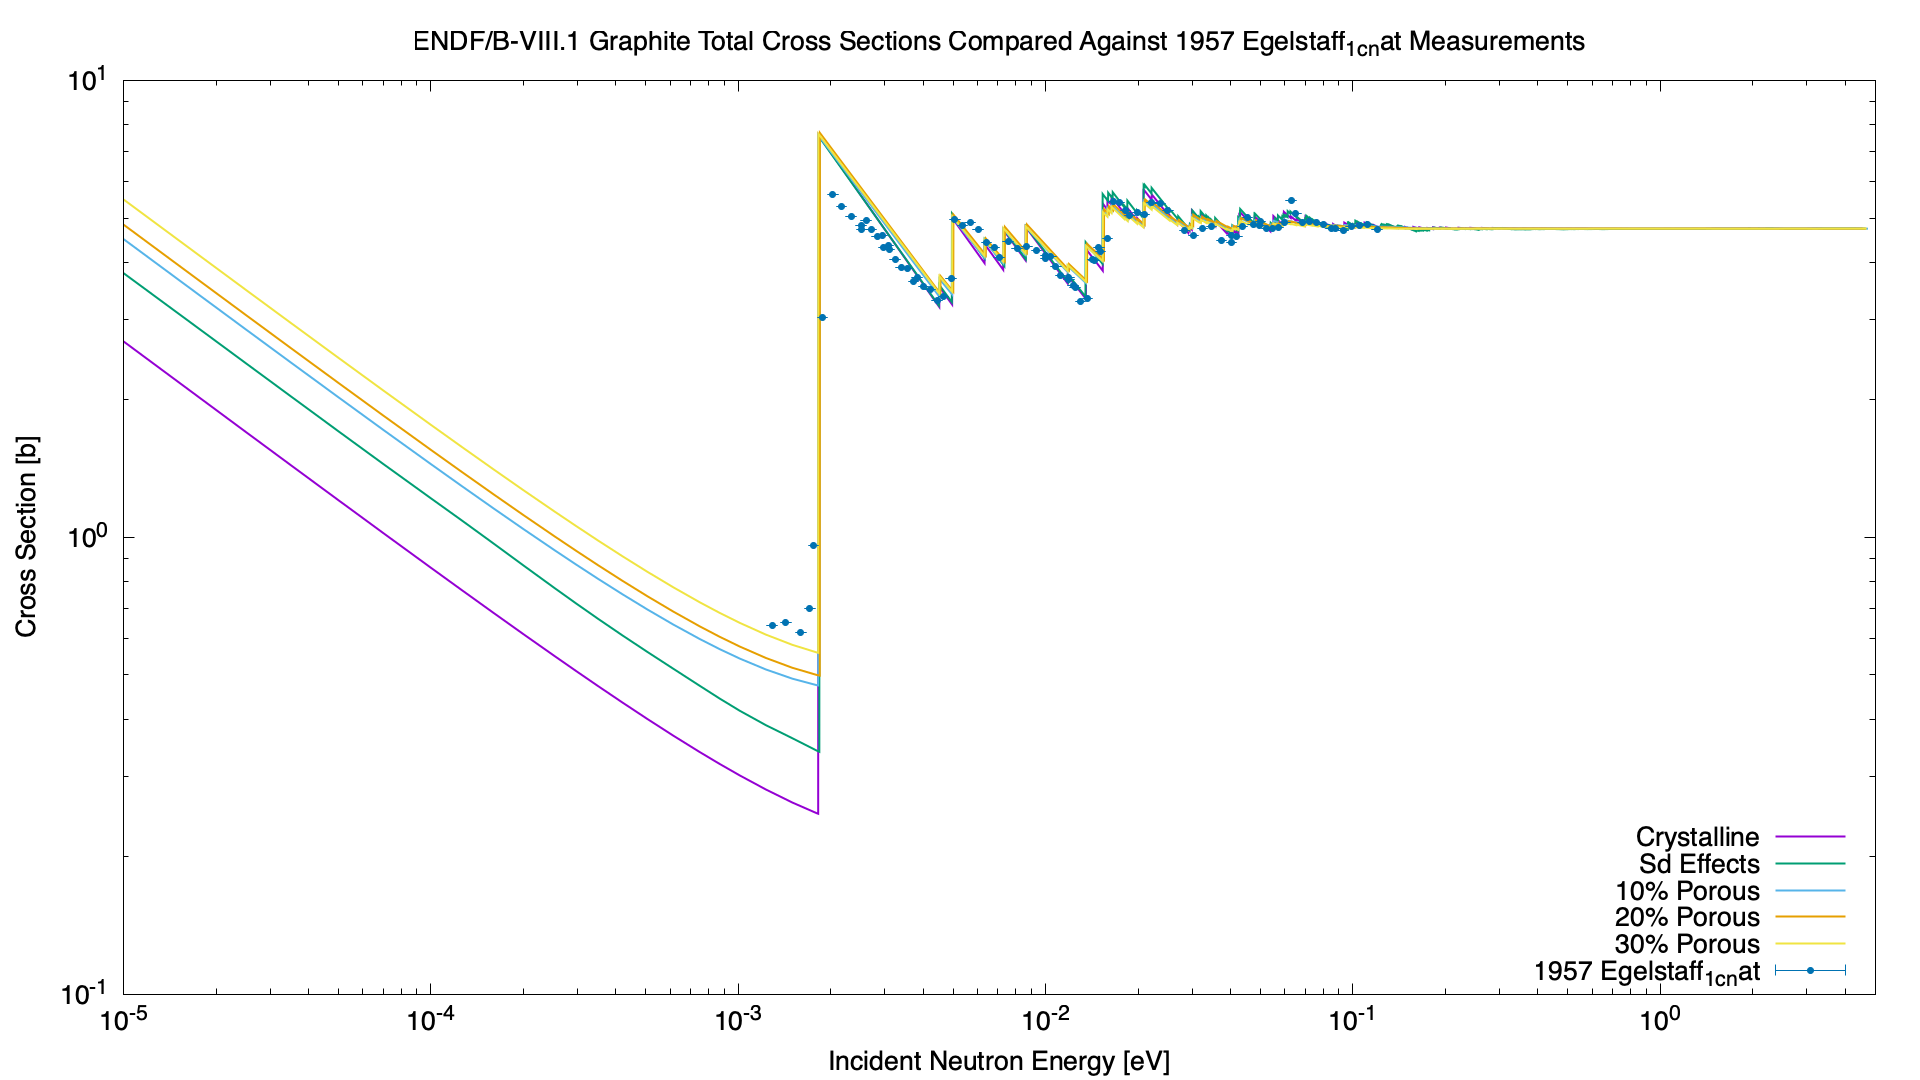 ENDF/B-VIII.1 Graphite Total Cross Sections Compared Against 1957 Egelstaff1cnat Measurements
10^1
10^0
10^-1
Cross Section [b]
Crystalline
Sd Effects
10% Porous
20% Porous
30% Porous
1957 Egelstaff1cnat
10^-5 10^-4 10^-3 10^-2 10^-1 10^0
Incident Neutron Energy [eV]